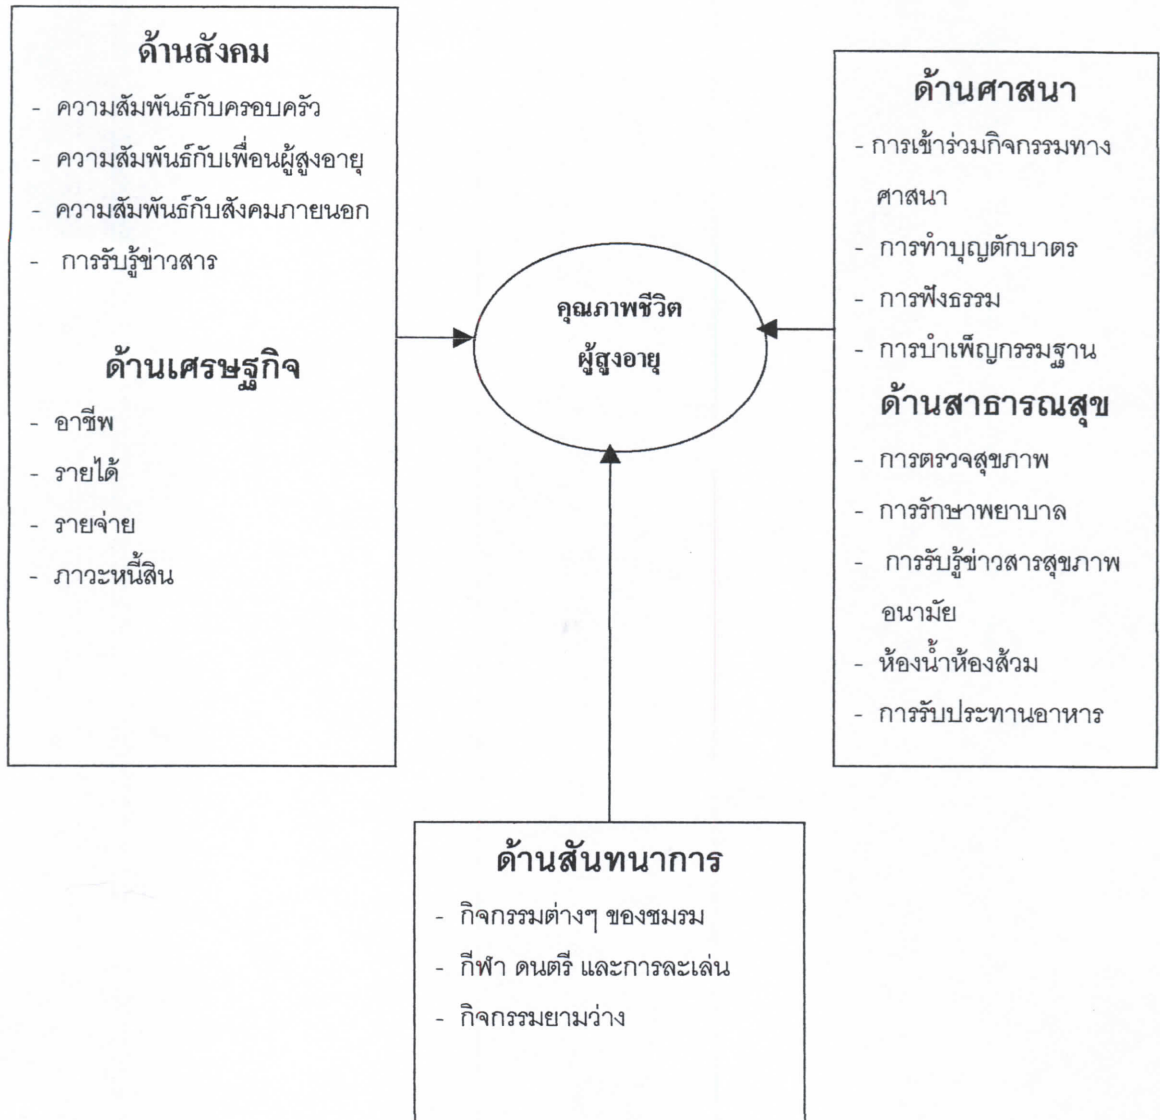 ด้านสังคม
- ความสัมพันธ์กับครอบครัว
- ความสัมพันธ์กับเพื่อนผู้สูงอายุ
- ความสัมพันธ์กับสังคมภายนอก
- การรับรู้ข่าวสาร
ด้านเศรษฐกิจ
- อาชีพ
- รายได้
- รายจ่าย
- ภาวะหนี้สิน
คุณภาพชีวิต
ผู้สูงอายุ
ด้านศาสนา
- การเข้าร่วมกิจกรรมทาง
ศาสนา
- การทำบุญตักบาตร
- การฟังธรรม
- การบำเพ็ญกรรมฐาน
ด้านสาธารณสุข
- การตรวจสุขภาพ
- การรักษาพยาบาล
- การรับรู้ข่าวสารสุขภาพ
อนามัย
- ห้องน้ำห้องส้วม
- การรับประทานอาหาร
ด้านสันทนาการ
- กิจกรรมต่างๆ ของชมรม
- กีฬา ดนตรี และการละเล่น
- กิจกรรมยามว่าง